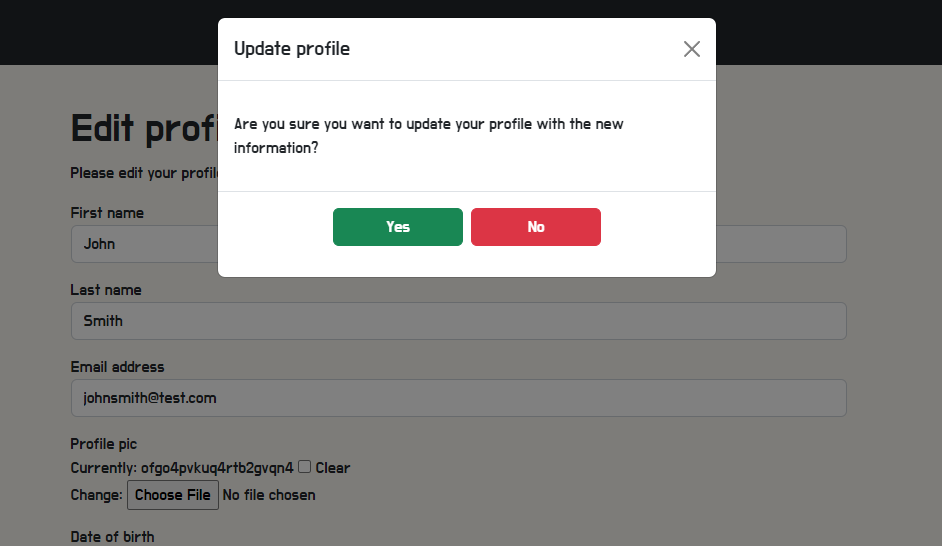 Update profile
Are you sure you want to update your profile with the new
information?
Yes
No
Edit profi
Please edit your profile
First name
John
Last name
Smith
Email address
johnsmith@test.com
Profile pic
Currently: ofgo4pvkuq4rtb2gvqn4 Clear
Change: Choose File No file chosen
Date of birth